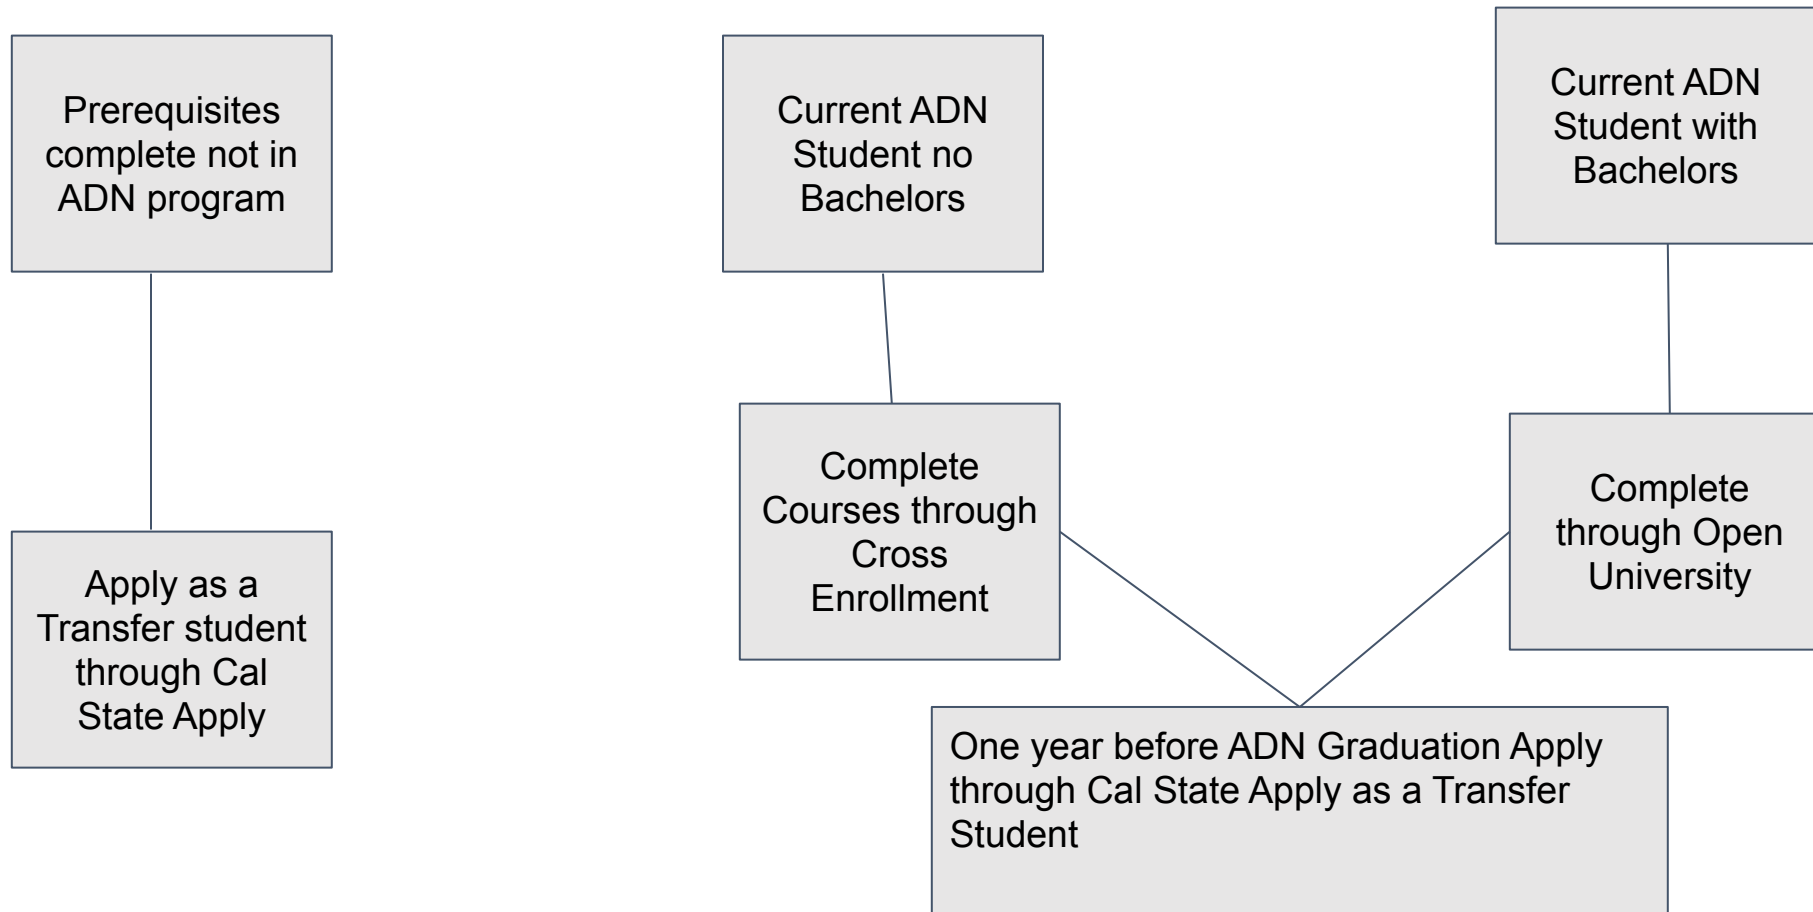 Prerequisites
complete not in
ADN program
Current ADN
Student no
Bachelors
Current ADN
Student with
Bachelors
Apply as a
Transfer student
through Cal
State Apply
Complete
Courses through
Cross
Enrollment
Complete
through Open
University
One year before ADN Graduation Apply
through Cal State Apply as a Transfer
Student